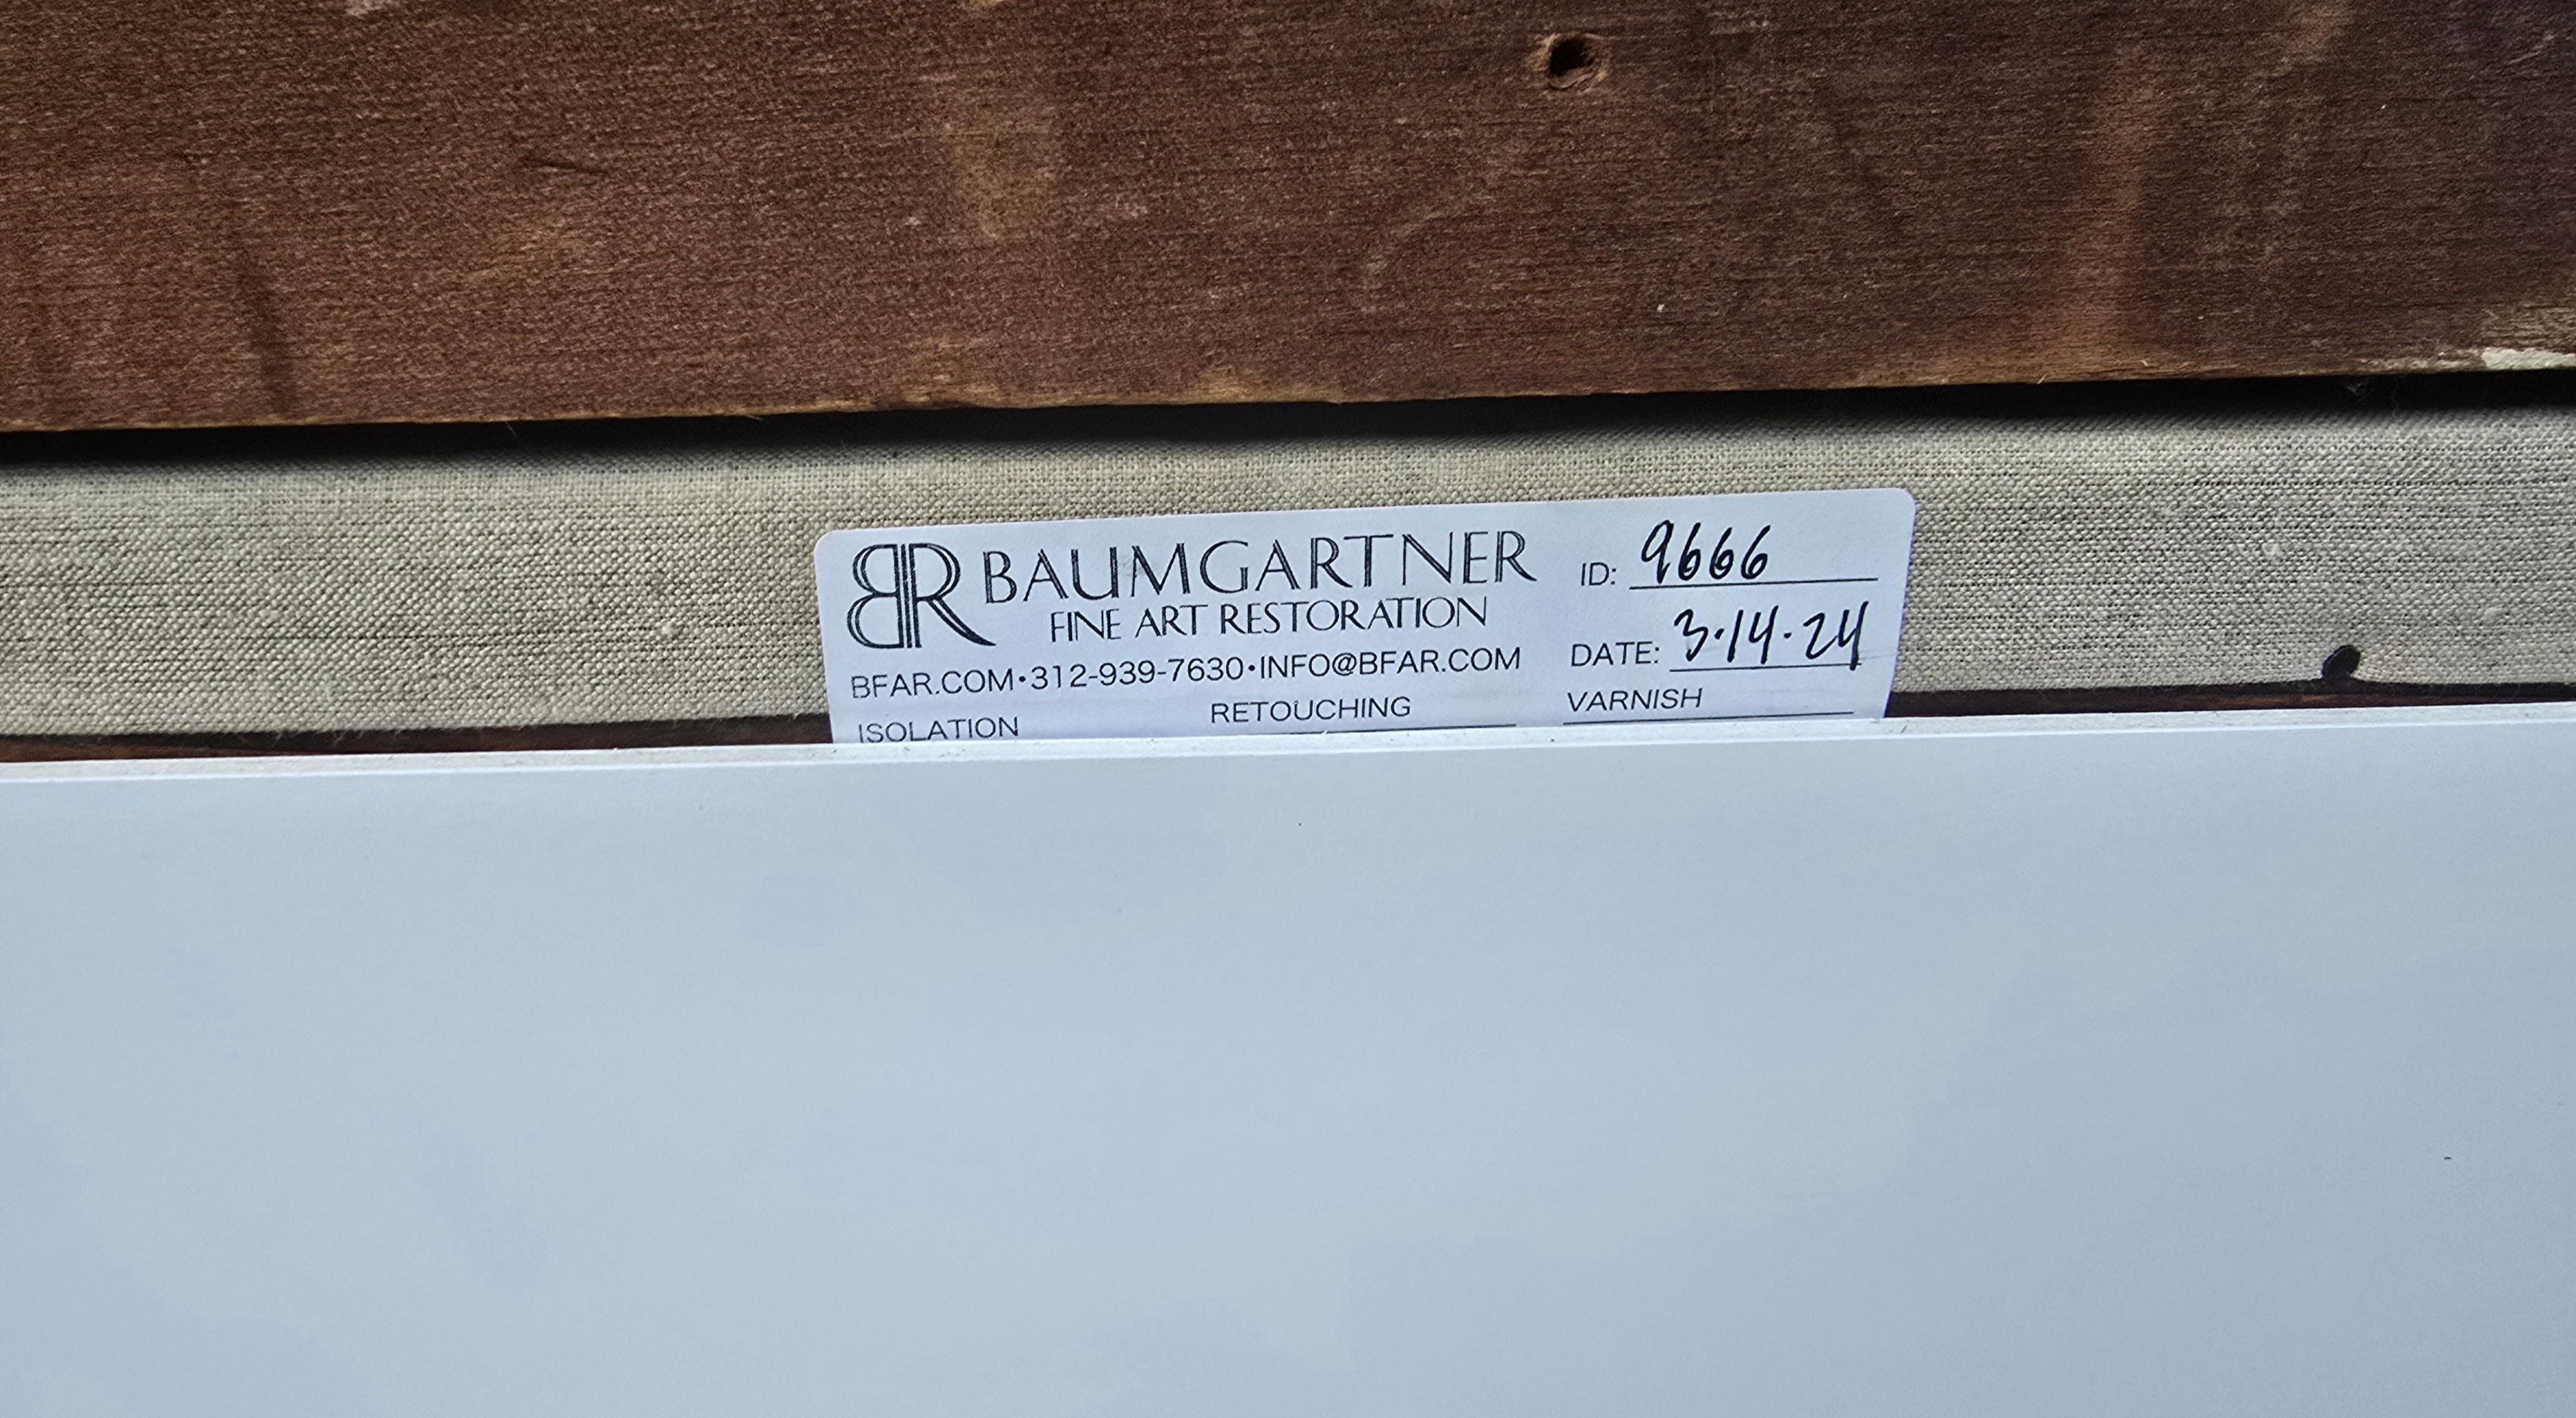 BR BAUMGARTNER
FINE ART RESTORATION
BFAR.COM•312-939-7630•INFO@BFAR.COM
ID: 9666
DATE: 3·14·24
ISOLATION RETOUCHING VARNISH